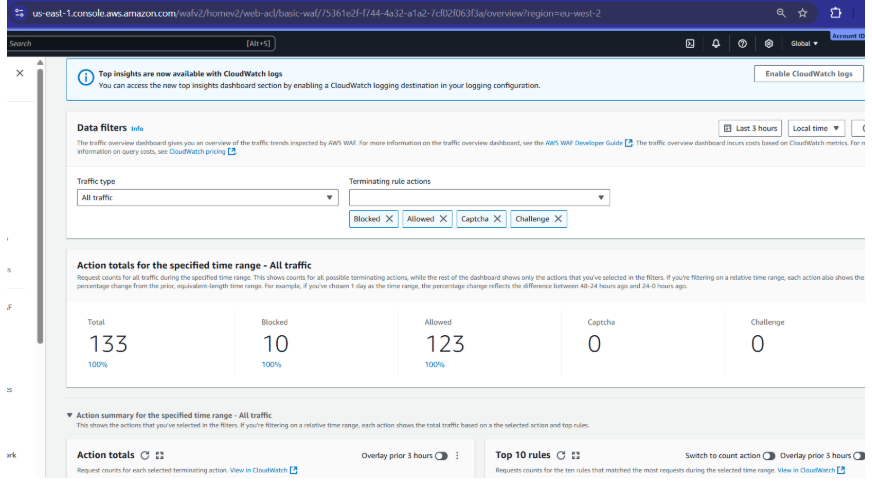 us-east-1.console.aws.amazon.com/wafv2/homev2/web-acl/basic-waf/75361e2f-f744-4a32-a1a2-7cf02f063f3a/overview?region=eu-west-2
Search [Alt+S] Global Account ID
Top insights are now available with CloudWatch logs
You can access the new top insights dashboard section by enabling a CloudWatch logging destination in your logging configuration.
Enable CloudWatch logs
Data filters Info
Last 3 hours Local time
The traffic overview dashboard gives you an overview of the traffic trends inspected by AWS WAF. For more information on the traffic overview dashboard, see the AWS WAF Developer Guide. The traffic overview dashboard incurs costs based on CloudWatch metrics. For
information on query costs, see CloudWatch pricing.
Traffic type Terminating rule actions
All traffic
Blocked Allowed Captcha Challenge
Action totals for the specified time range - All traffic
Request counts for all traffic during the specified time range. This shows counts for all possible terminating actions, while the rest of the dashboard shows only the actions that you've selected in the filters. If you're filtering on a relative time range, each action also shows the
percentage change from the prior, equivalent-length time range. For example, if you've chosen 1 day as the time range, the percentage change reflects the difference between 48-24 hours ago and 24-0 hours ago.
Total Blocked Allowed Captcha Challenge
133 10 123 0 0
100% 100% 100%
Action summary for the specified time range - All traffic
This shows the actions that you've selected in the filters. If you're filtering on a relative time range, each action shows the total traffic based on a the selected action and top rules.
Action totals Overlay prior 3 hours
Request counts for each selected terminating action. View in CloudWatch
Top 10 rules Switch to count action Overlay prior 3 hours
Requests counts for the ten rules that matched the most requests during the selected time range. View in CloudWatch